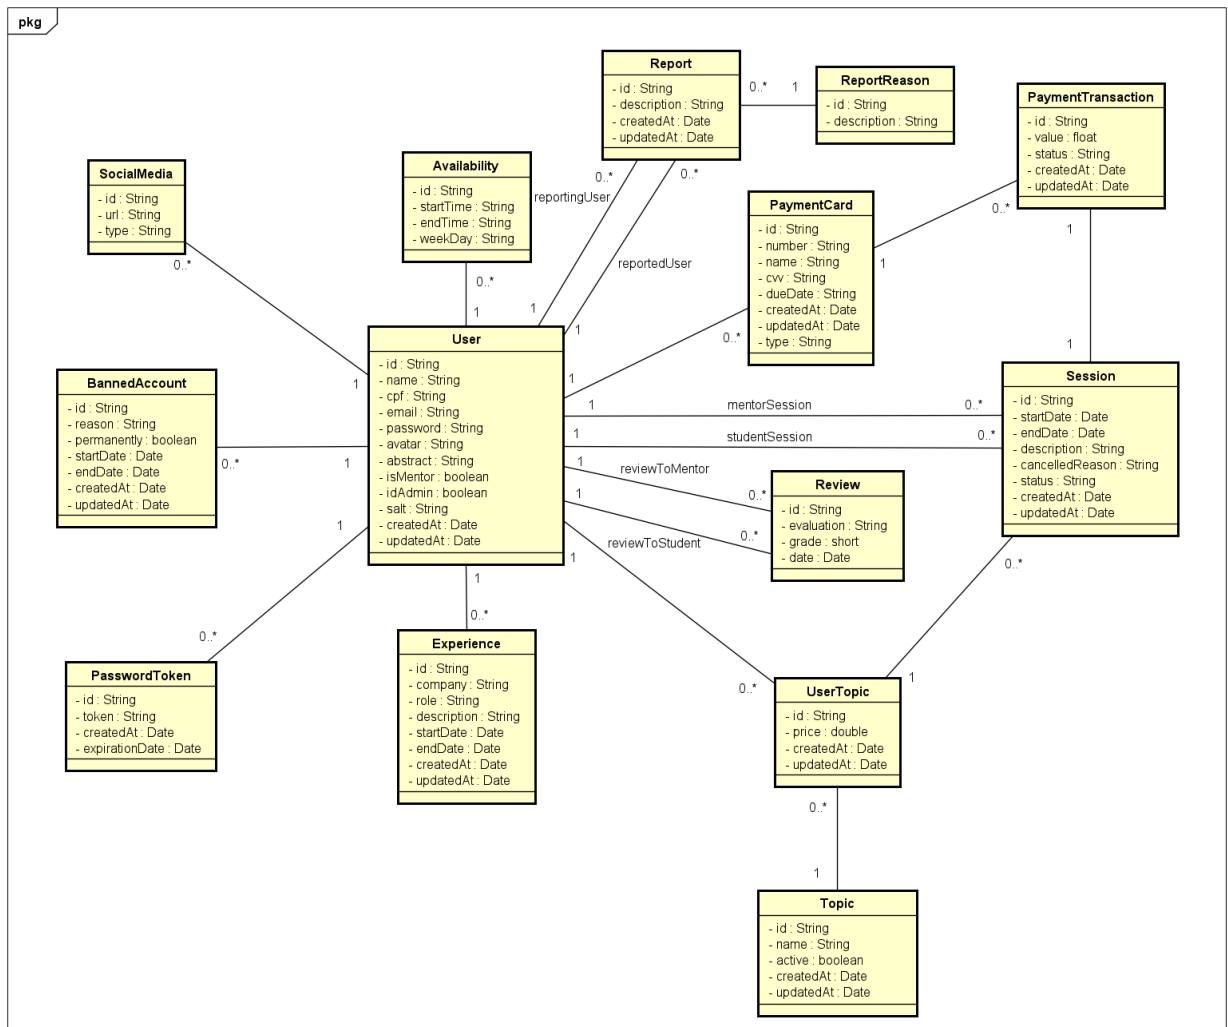 pkg
Report
- id : String
- description : String
- createdAt : Date
- updatedAt : Date
0..*
1
ReportReason
- id : String
- description : String
PaymentTransaction
- id : String
- value : float
- status : String
- createdAt : Date
- updatedAt : Date
SocialMedia
- id : String
- url : String
- type : String
0..*
Availability
- id : String
- startTime : String
- endTime : String
- weekDay : String
0..*
1
0..*
reportingUser
1
0..*
reportedUser
1
PaymentCard
- id : String
- number : String
- name : String
- cvv : String
- dueDate : String
- createdAt : Date
- updatedAt : Date
- type : String
0..*
1
1
1
0..*
1
User
- id : String
- name : String
- cpf : String
- email : String
- password : String
- avatar : String
- abstract : String
- isMentor : boolean
- idAdmin : boolean
- salt : String
- createdAt : Date
- updatedAt : Date
1
BannedAccount
- id : String
- reason : String
- permanently : boolean
- startDate : Date
- endDate : Date
- createdAt : Date
- updatedAt : Date
0..*
1
1
mentorSession
0..*
1
studentSession
0..*
Session
- id : String
- startDate : Date
- endDate : Date
- description : String
- cancelledReason : String
- status : String
- createdAt : Date
- updatedAt : Date
1
reviewToMentor
0..*
1
reviewToStudent
0..*
Review
- id : String
- evaluation : String
- grade : short
- date : Date
1
0..*
PasswordToken
- id : String
- token : String
- createdAt : Date
- expirationDate : Date
1
0..*
Experience
- id : String
- company : String
- role : String
- description : String
- startDate : Date
- endDate : Date
- createdAt : Date
- updatedAt : Date
1
0..*
0..*
1
UserTopic
- id : String
- price : double
- createdAt : Date
- updatedAt : Date
0..*
1
Topic
- id : String
- name : String
- active : boolean
- createdAt : Date
- updatedAt : Date